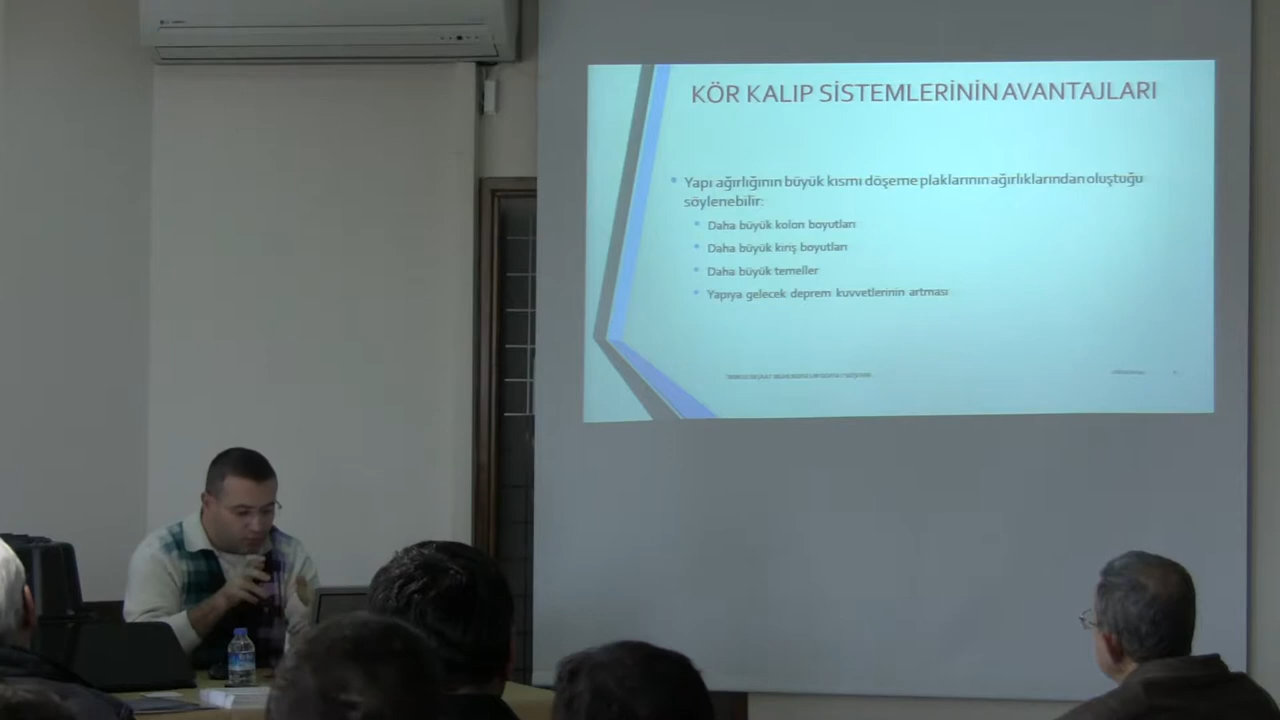 KÖR KALIP SİSTEMLERİNİN AVANTAJLARI
Yapı ağırlığının büyük kısmı döşeme plaklarının ağırlıklarından oluştuğu
söylenebilir:
Daha büyük kolon boyutları
Daha büyük kiriş boyutları
Daha büyük temeller
Yapıya gelecek deprem kuvvetlerinin artması